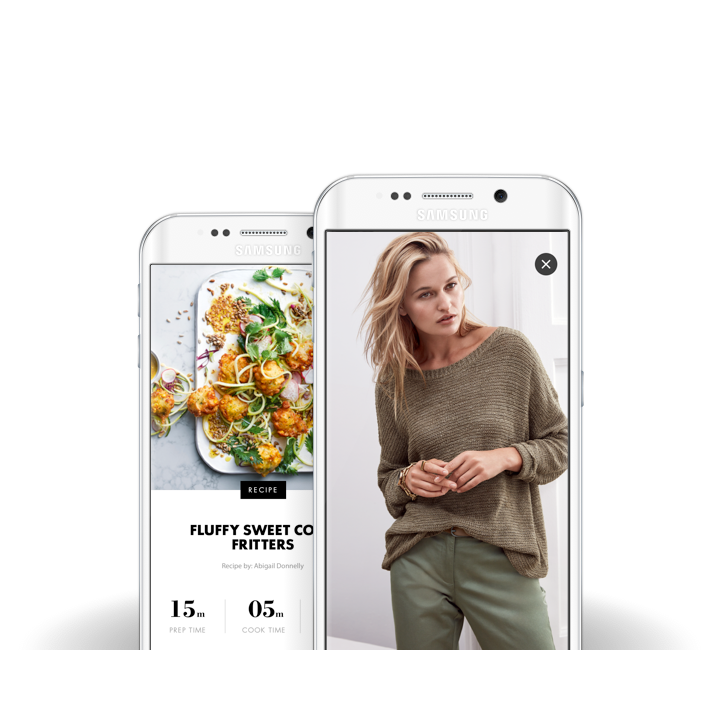 SAMSUNG
SAMSUNG
RECIPE
FLUFFY SWEET CO
FRITTERS
Recipe by: Abigail Donnelly
15m
05m
PREP TIME
COOK TIME